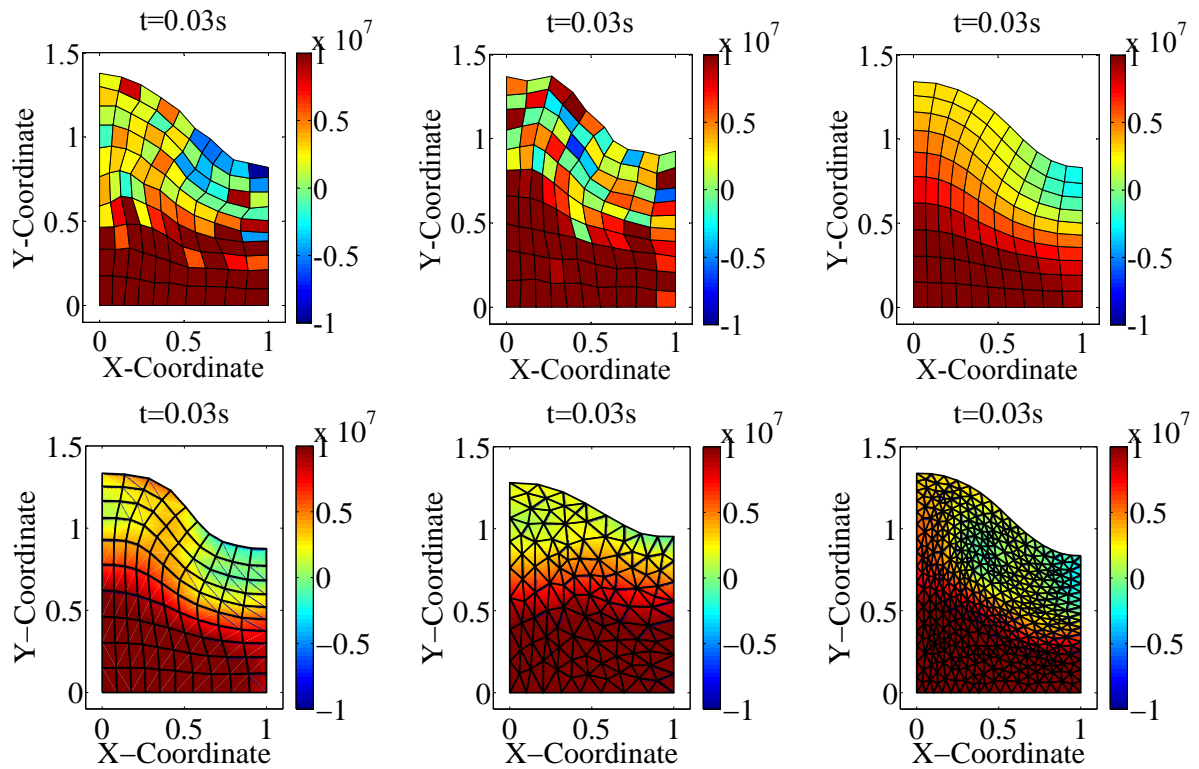 t=0.03s t=0.03s t=0.03s
x 10^7 x 10^7 x 10^7
1.5 1 1.5 1 1.5 1
1 0.5 1 0.5 1 0.5
Y-Coordinate Y-Coordinate Y-Coordinate
0 0 0
0.5 -0.5 0.5 -0.5 0.5 -0.5
0 -1 0 -1 0 -1
0 0.5 1 0 0.5 1 0 0.5 1
X-Coordinate X-Coordinate X-Coordinate
t=0.03s t=0.03s t=0.03s
x 10^7 x 10^7 x 10^7
1.5 1 1.5 1 1.5 1
1 0.5 1 0.5 1 0.5
Y−Coordinate Y−Coordinate Y−Coordinate
0 0 0
0.5 −0.5 0.5 −0.5 0.5 −0.5
0 −1 0 −1 0 −1
0 0.5 1 0 0.5 1 0 0.5 1
X−Coordinate X−Coordinate X−Coordinate